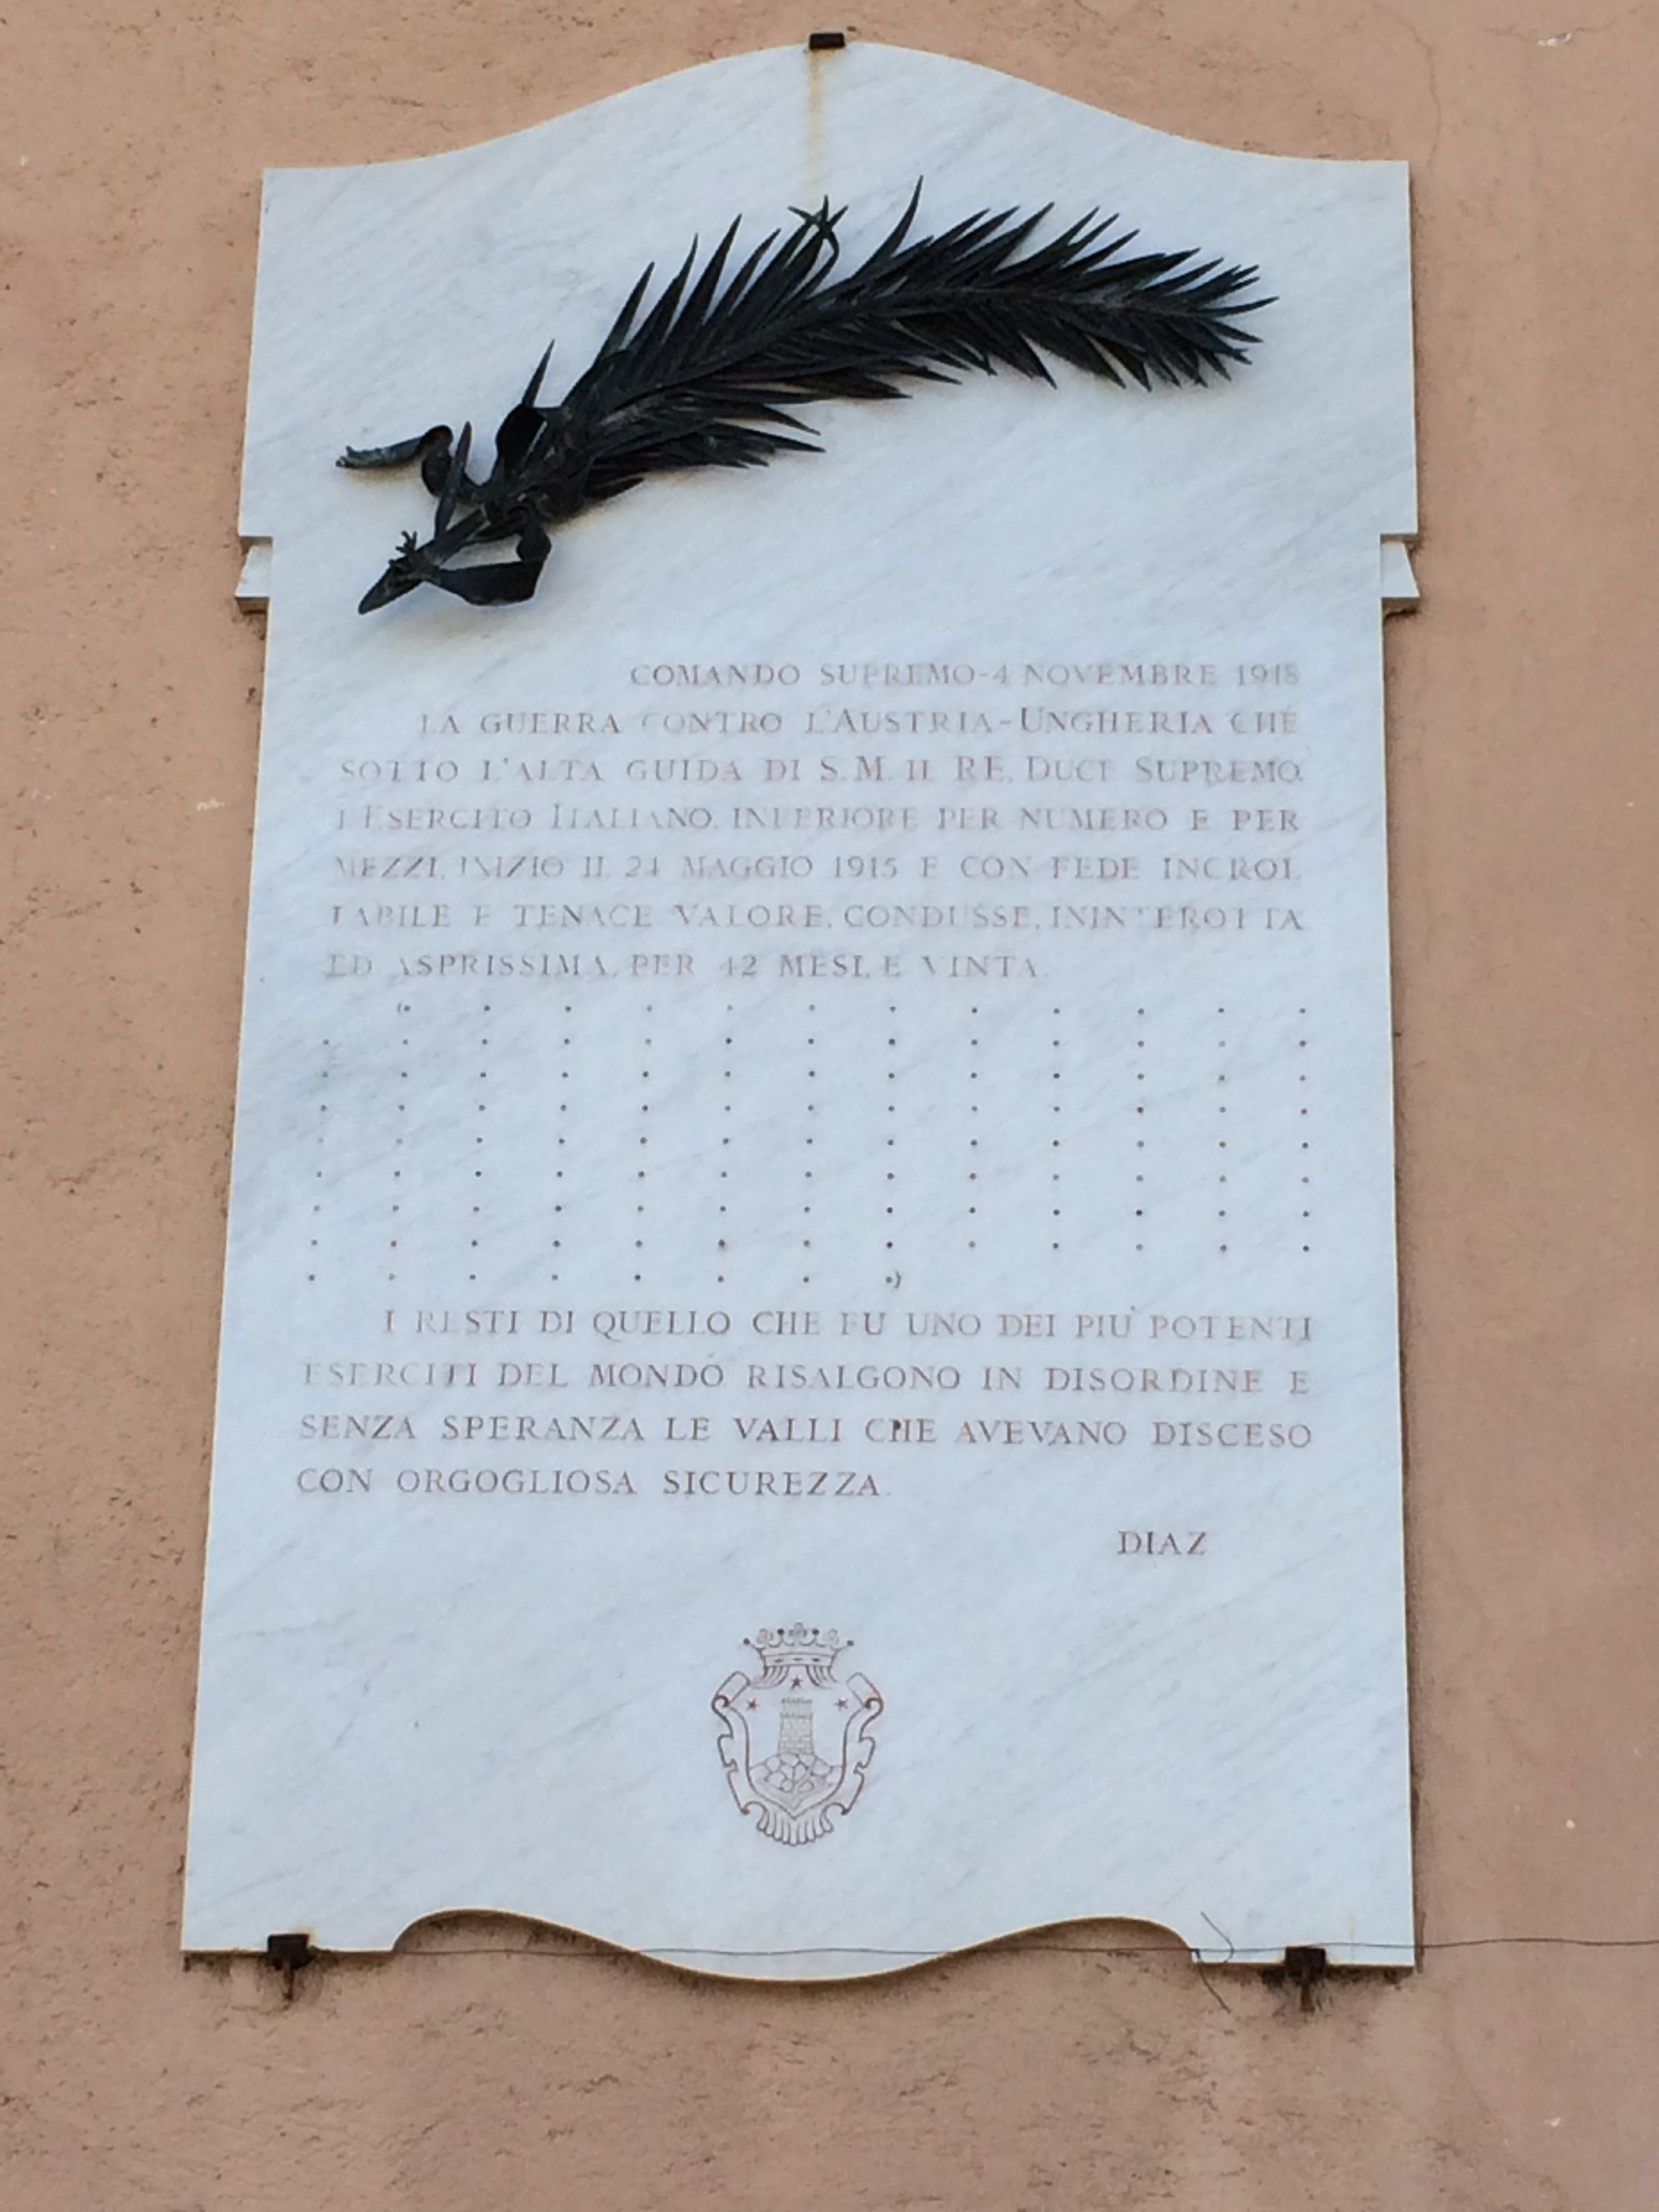 COMANDO SUPREMO-4 NOVEMBRE 1918
LA GUERRA CONTRO L'AUSTRIA-UNGHERIA CHE
SOTTO L'ALTA GUIDA DI S.M. IL RE, DUCE SUPREMO,
L'ESERCITO ITALIANO, INFERIORE PER NUMERO E PER
MEZZI, INIZIO IL 24 MAGGIO 1915 E CON FEDE INCROL
LABILE E TENACE VALORE, CONDUSSE, ININTEROTTA
ED ASPRISSIMA, PER 42 MESI, E VINTA.
(. . . . . . . . . . . .
. . . . . . . . . . . . .
. . . . . . . . . . . . .
. . . . . . . . . . . . .
. . . . . . . . . . . . .
. . . . . . . . . . . . .
. . . . . . . . . . . . .
. . . . . . . . . . . . .
. . . . . . . .)
I RESTI DI QUELLO CHE FU UNO DEI PIU' POTENTI
ESERCITI DEL MONDO RISALGONO IN DISORDINE E
SENZA SPERANZA LE VALLI CHE AVEVANO DISCESO
CON ORGOGLIOSA SICUREZZA.
DIAZ